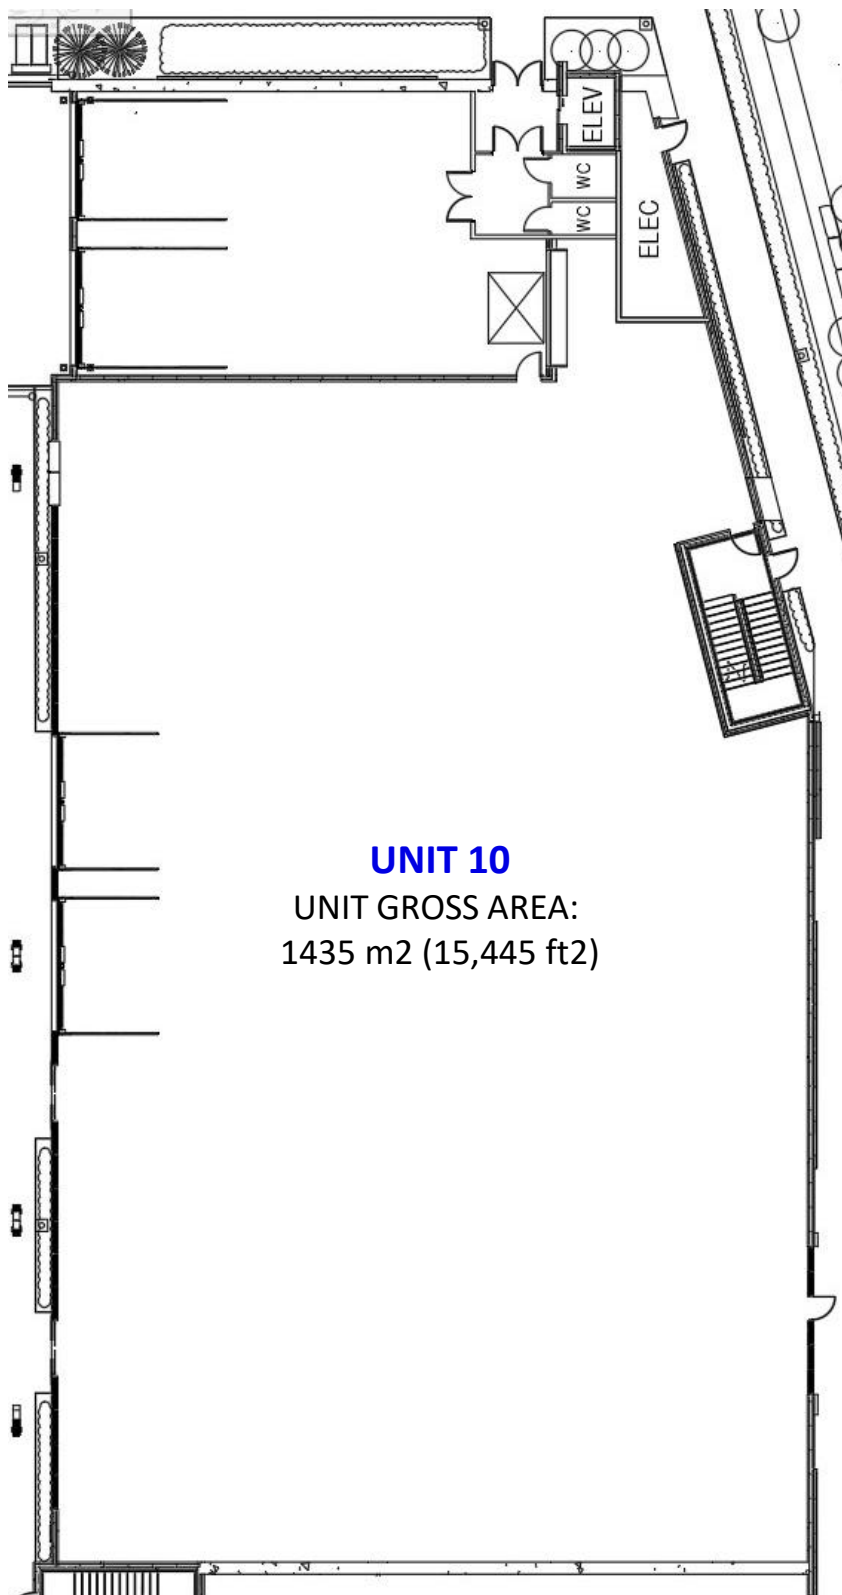 ELEV
WC
WC
ELEC
UNIT 10
UNIT GROSS AREA:
1435 m2 (15,445 ft2)